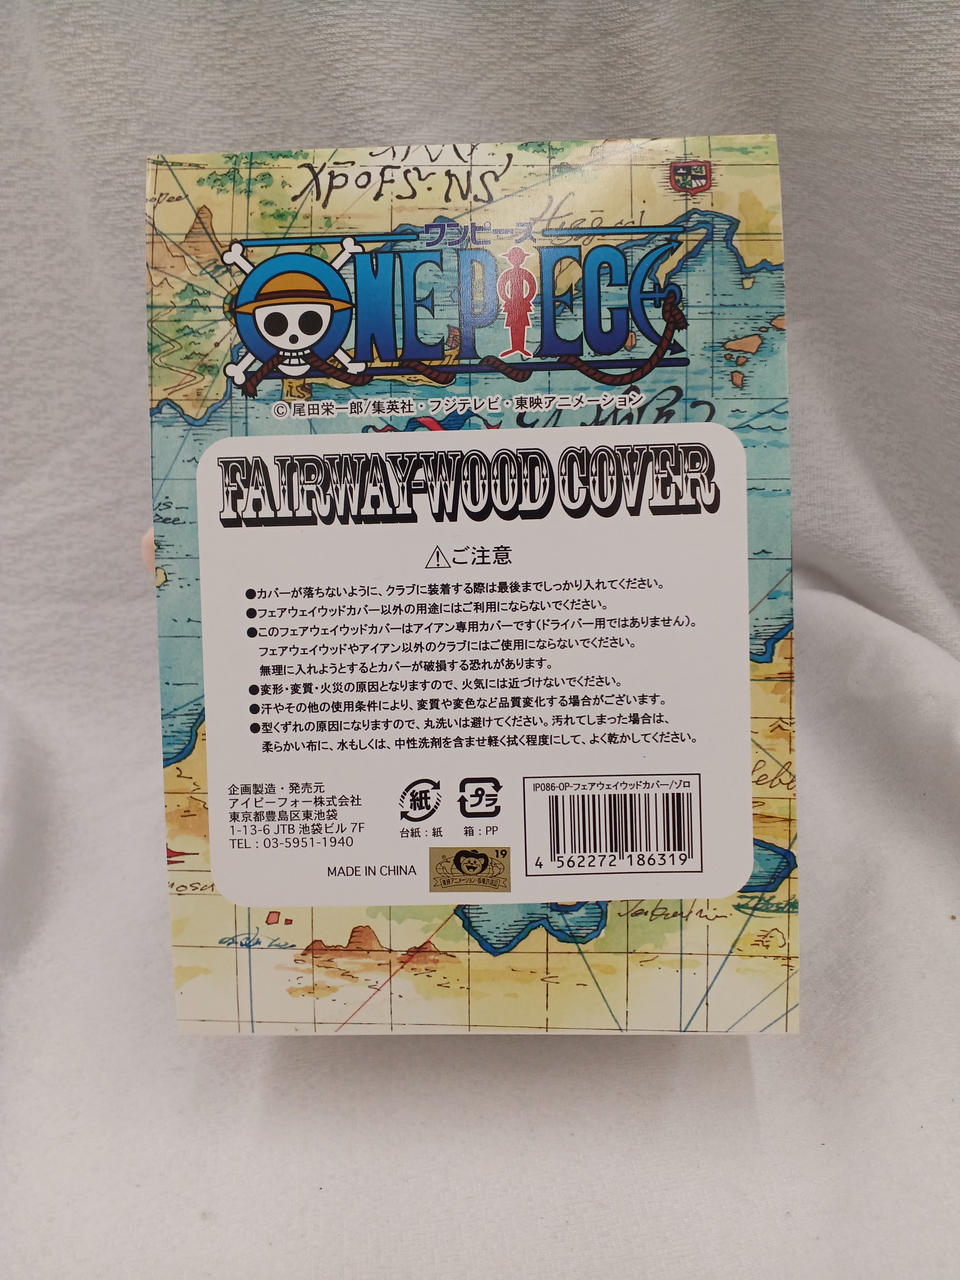 XPOFS·NS
Higgāri
ワンピース
ONE PIECE
© 尾田栄一郎/集英社・フジテレビ・東映アニメーション
FAIRWAY-WOOD COVER
⚠ご注意
●カバーが落ちないように、クラブに装着する際は最後までしっかり入れてください。
●フェアウェイウッドカバー以外の用途にはご利用にならないでください。
●このフェアウェイウッドカバーはアイアン専用カバーです(ドライバー用ではありません)。
フェアウェイウッドやアイアン以外のクラブにはご使用にならないでください。
無理に入れようとするとカバーが破損する恐れがあります。
●変形・変質・火災の原因となりますので、火気には近づけないでください。
●汗やその他の使用条件により、変質や変色など品質変化する場合がございます。
●型くずれの原因になりますので、丸洗いは避けてください。汚れてしまった場合は、
柔らかい布に、水もしくは、中性洗剤を含ませ軽く拭く程度にして、よく乾かしてください。
企画製造・発売元
アイピーフォー株式会社
東京都豊島区東池袋
1-13-6 JTB 池袋ビル 7F
TEL : 03-5951-1940
紙
台紙 : 紙
プラ
箱 : PP
MADE IN CHINA
19
IP086-OP-フェアウェイウッドカバー/ゾロ
4 562272 186319